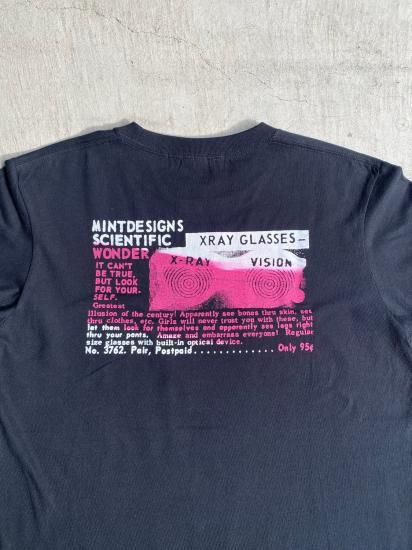 MINTDESIGNS
SCIENTIFIC
XRAY GLASSES—
WONDER
X-RAY VISION
IT CAN'T
BE TRUE,
BUT LOOK
FOR YOUR-
SELF.
Greatest
Illusion of the century! Apparently see bones thru skin, see
thru clothes, etc. Girls will never trust you with these, but
let them look for themselves and apparently see legs right
thru your pants. Amaze and embarrass everyone! Regular
size glasses with built-in optical device.
No. 3762. Pair, Postpaid............. Only 95¢